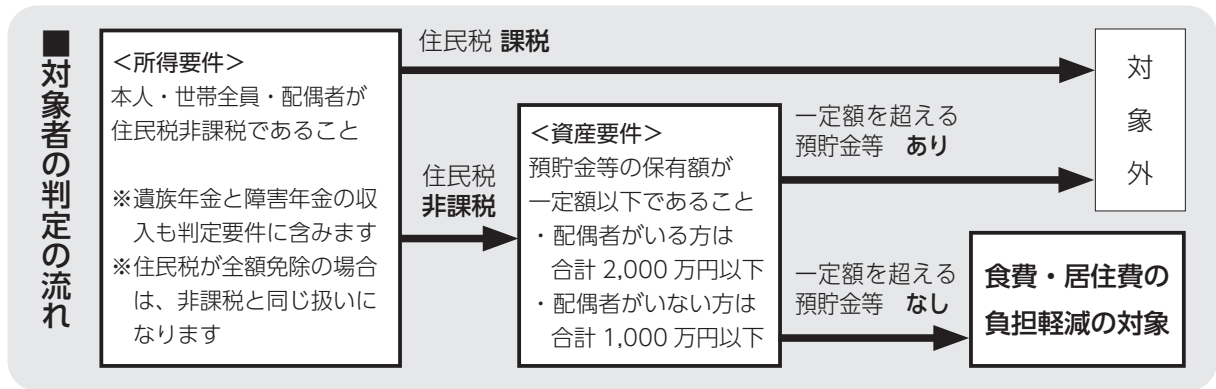 ■対象者の判定の流れ
＜所得要件＞
本人・世帯全員・配偶者が
住民税非課税であること
※遺族年金と障害年金の収
入も判定要件に含みます
※住民税が全額免除の場合
は、非課税と同じ扱いに
なります
住民税 課税
住民税
非課税
＜資産要件＞
預貯金等の保有額が
一定額以下であること
・配偶者がいる方は
合計 2,000 万円以下
・配偶者がいない方は
合計 1,000 万円以下
一定額を超える
預貯金等　あり
対象外
一定額を超える
預貯金等　なし
食費・居住費の
負担軽減の対象